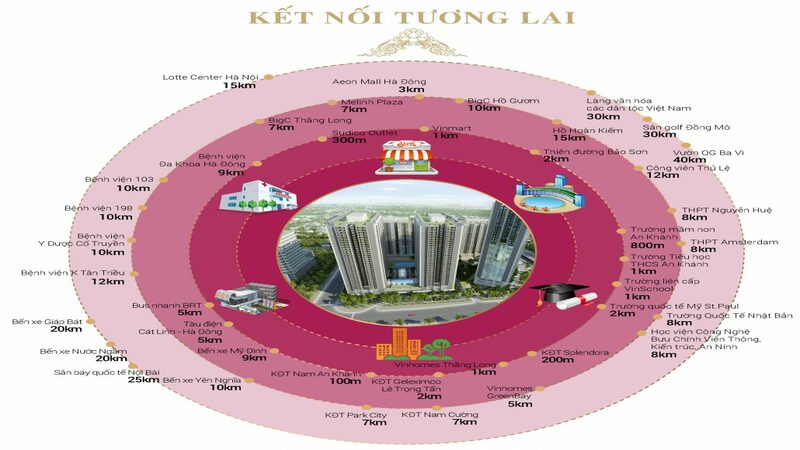 KẾT NỐI TƯƠNG LAI
Lotte Center Hà Nội
15km
Aeon Mall Hà Đông
3km
Melinh Plaza
7km
BigC Hồ Gươm
10km
Làng văn hóa
các dân tộc Việt Nam
30km
BigC Thăng Long
7km
Sudico Outlet
300m
Vinmart
1km
Hồ Hoàn Kiếm
15km
Sân golf Đồng Mô
30km
Bệnh viện
Đa Khoa Hà Đông
9km
Thiên đường Bảo Sơn
2km
Vườn QG Ba Vì
40km
Công viên Thủ Lệ
12km
Bệnh viện 103
10km
Bệnh viện 198
10km
THPT Nguyễn Huệ
8km
Bệnh viện
Y Dược Cổ Truyền
10km
Trường mầm non
An Khánh
800m
THPT Amsterdam
8km
Bệnh viện K Tân Triều
12km
Trường Tiểu học
THCS An Khánh
1km
Trường liên cấp
VinSchool
1km
Bus nhanh BRT
5km
Trường quốc tế Mỹ St.Paul
2km
Bến xe Giáp Bát
20km
Tàu điện
Cát Linh - Hà Đông
5km
Trường Quốc Tế Nhật Bản
8km
Học viện Công Nghệ
Bưu Chính Viễn Thông,
Kiến trúc, An Ninh
8km
Bến xe Nước Ngầm
20km
Bến xe Mỹ Đình
9km
Vinhomes Thăng Long
1km
KĐT Splendora
200m
Sân bay quốc tế Nội Bài
25km
Bến xe Yên Nghĩa
10km
KĐT Nam An Khánh
100m
KĐT Geleximco
Lê Trọng Tấn
2km
Vinhomes
GreenBay
5km
KĐT Park City
7km
KĐT Nam Cường
7km